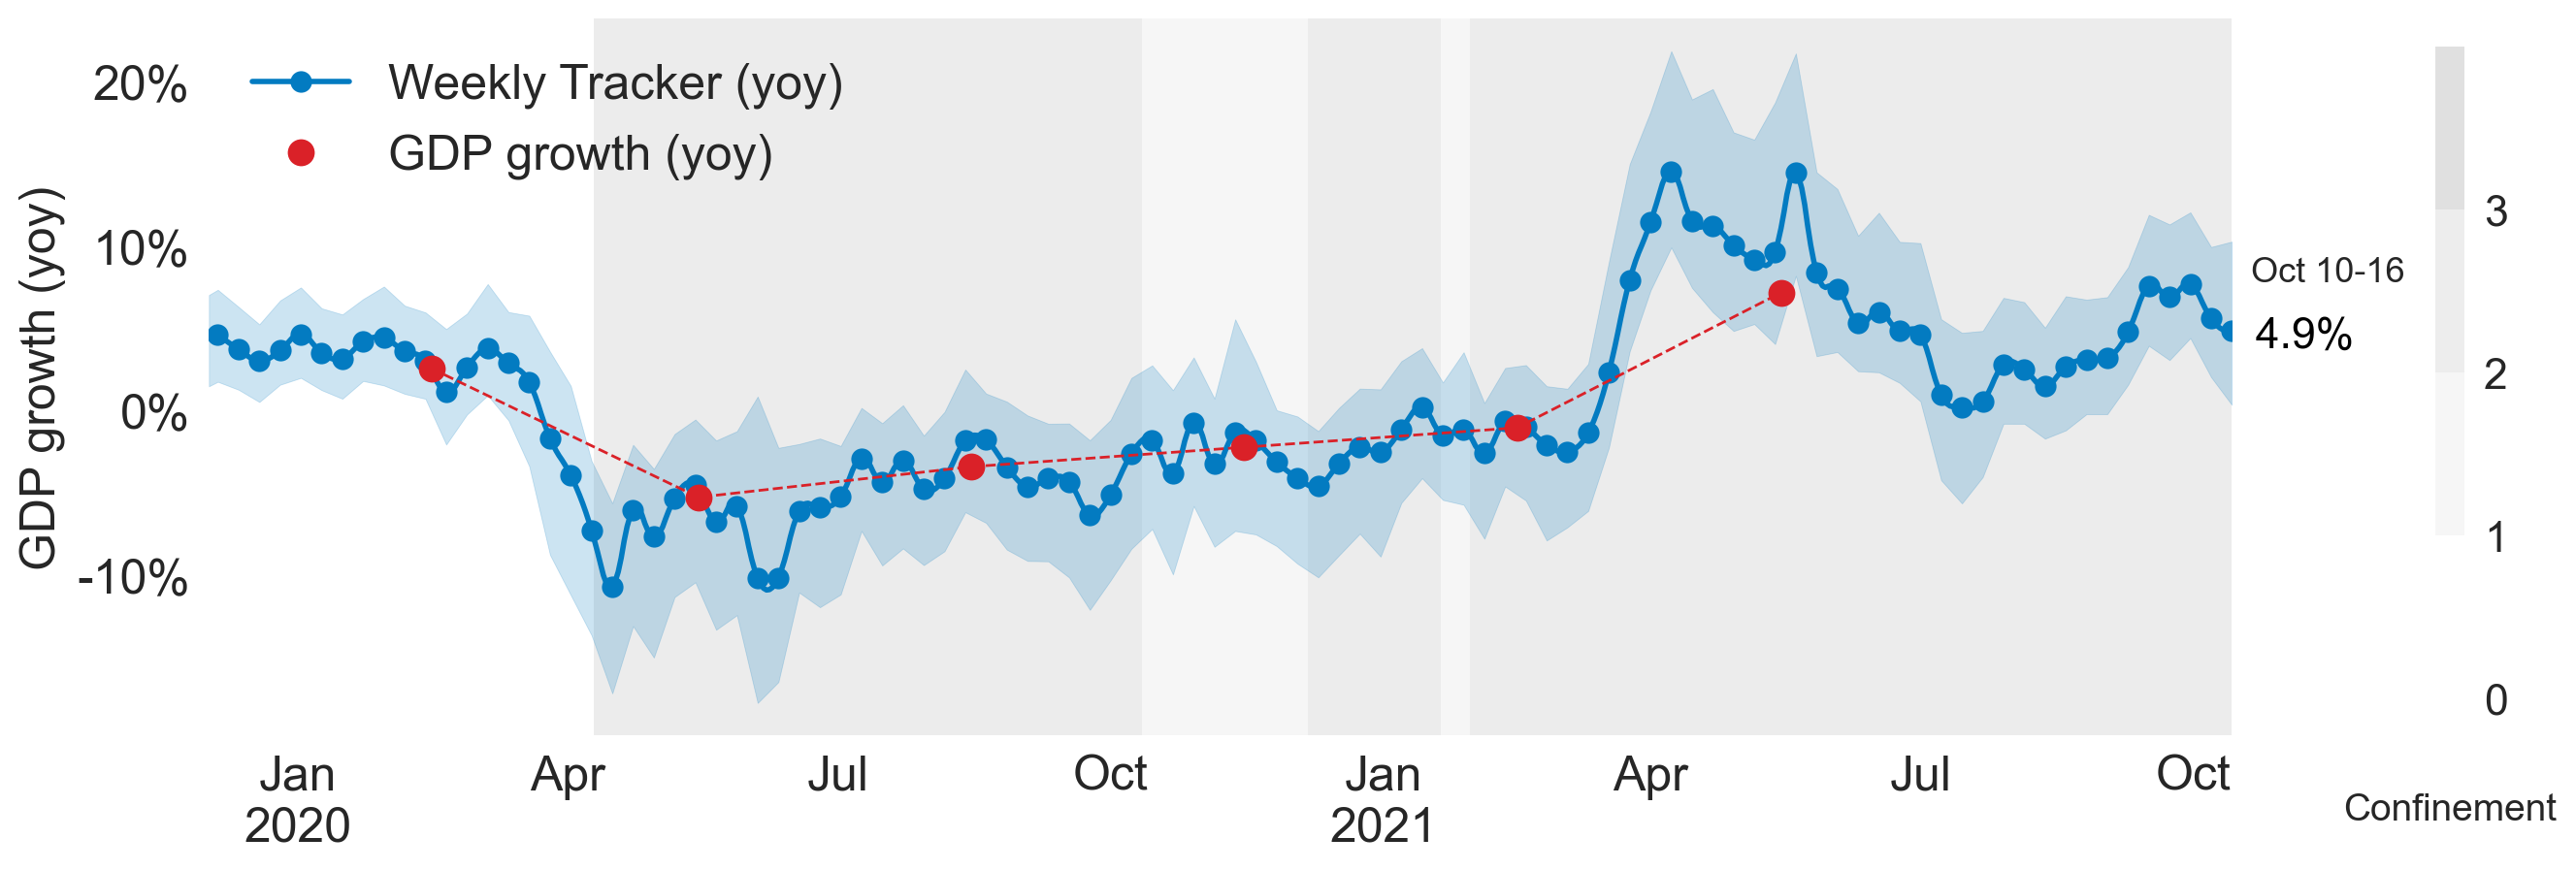 20%
10%
0%
-10%
GDP growth (yoy)
Weekly Tracker (yoy)
GDP growth (yoy)
Oct 10-16
4.9%
3
2
1
0
Confinement
Jan
2020
Apr
Jul
Oct
Jan
2021
Apr
Jul
Oct